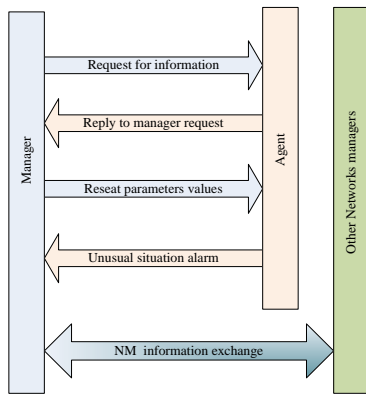 Manager
Request for information
Reply to manager request
Reseat parameters values
Unusual situation alarm
NM information exchange
Agent
Other Networks managers